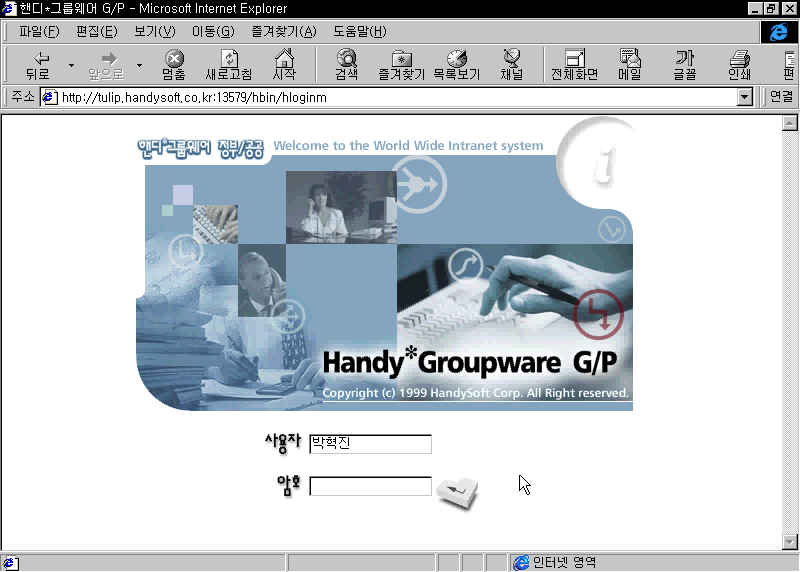 핸디*그룹웨어 G/P - Microsoft Internet Explorer
파일(F) 편집(E) 보기(V) 이동(G) 즐겨찾기(A) 도움말(H)
뒤로 앞으로 멈춤 새로고침 시작 검색 즐겨찾기 목록보기 채널 전체화면 메일 글꼴 인쇄 편
주소 http://tulip.handysoft.co.kr:13579/hbin/hloginm 연결
핸디*그룹웨어 정부/공공 Welcome to the World Wide Intranet system
i
Handy*Groupware G/P
Copyright (c) 1999 HandySoft Corp. All Right reserved.
사용자 박혁진
암호
인터넷 영역